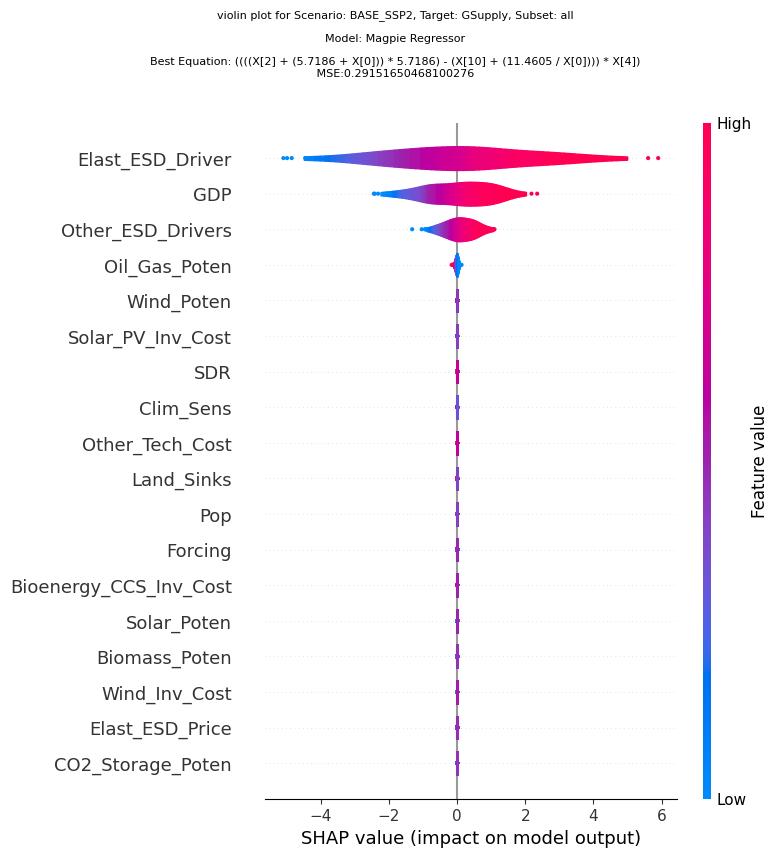 violin plot for Scenario: BASE_SSP2, Target: GSupply, Subset: all
Model: Magpie Regressor
Best Equation: ((((X[2] + (5.7186 + X[0])) * 5.7186) - (X[10] + (11.4605 / X[0]))) * X[4])
MSE:0.29151650468100276
High
Elast_ESD_Driver
GDP
Other_ESD_Drivers
Oil_Gas_Poten
Wind_Poten
Solar_PV_Inv_Cost
SDR
Clim_Sens
Other_Tech_Cost
Land_Sinks
Pop
Forcing
Bioenergy_CCS_Inv_Cost
Solar_Poten
Biomass_Poten
Wind_Inv_Cost
Elast_ESD_Price
CO2_Storage_Poten
Feature value
Low
−4 −2 0 2 4 6
SHAP value (impact on model output)